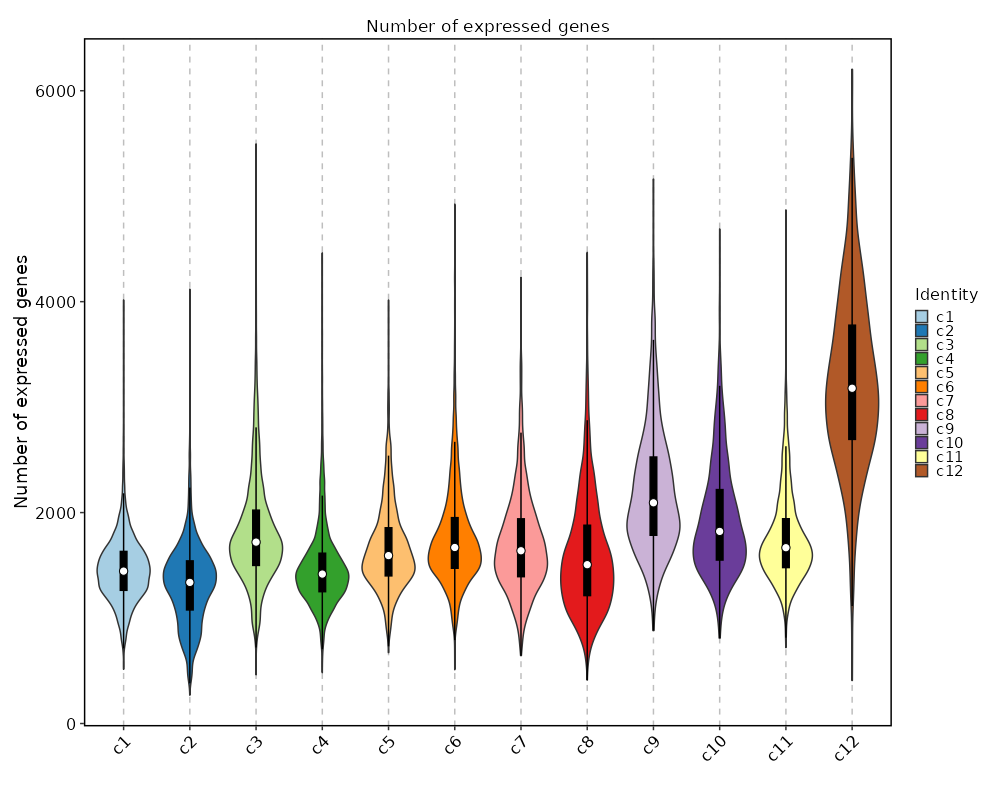 Number of expressed genes
Number of expressed genes
6000
4000
2000
0
c1 c2 c3 c4 c5 c6 c7 c8 c9 c10 c11 c12
Identity
c1
c2
c3
c4
c5
c6
c7
c8
c9
c10
c11
c12